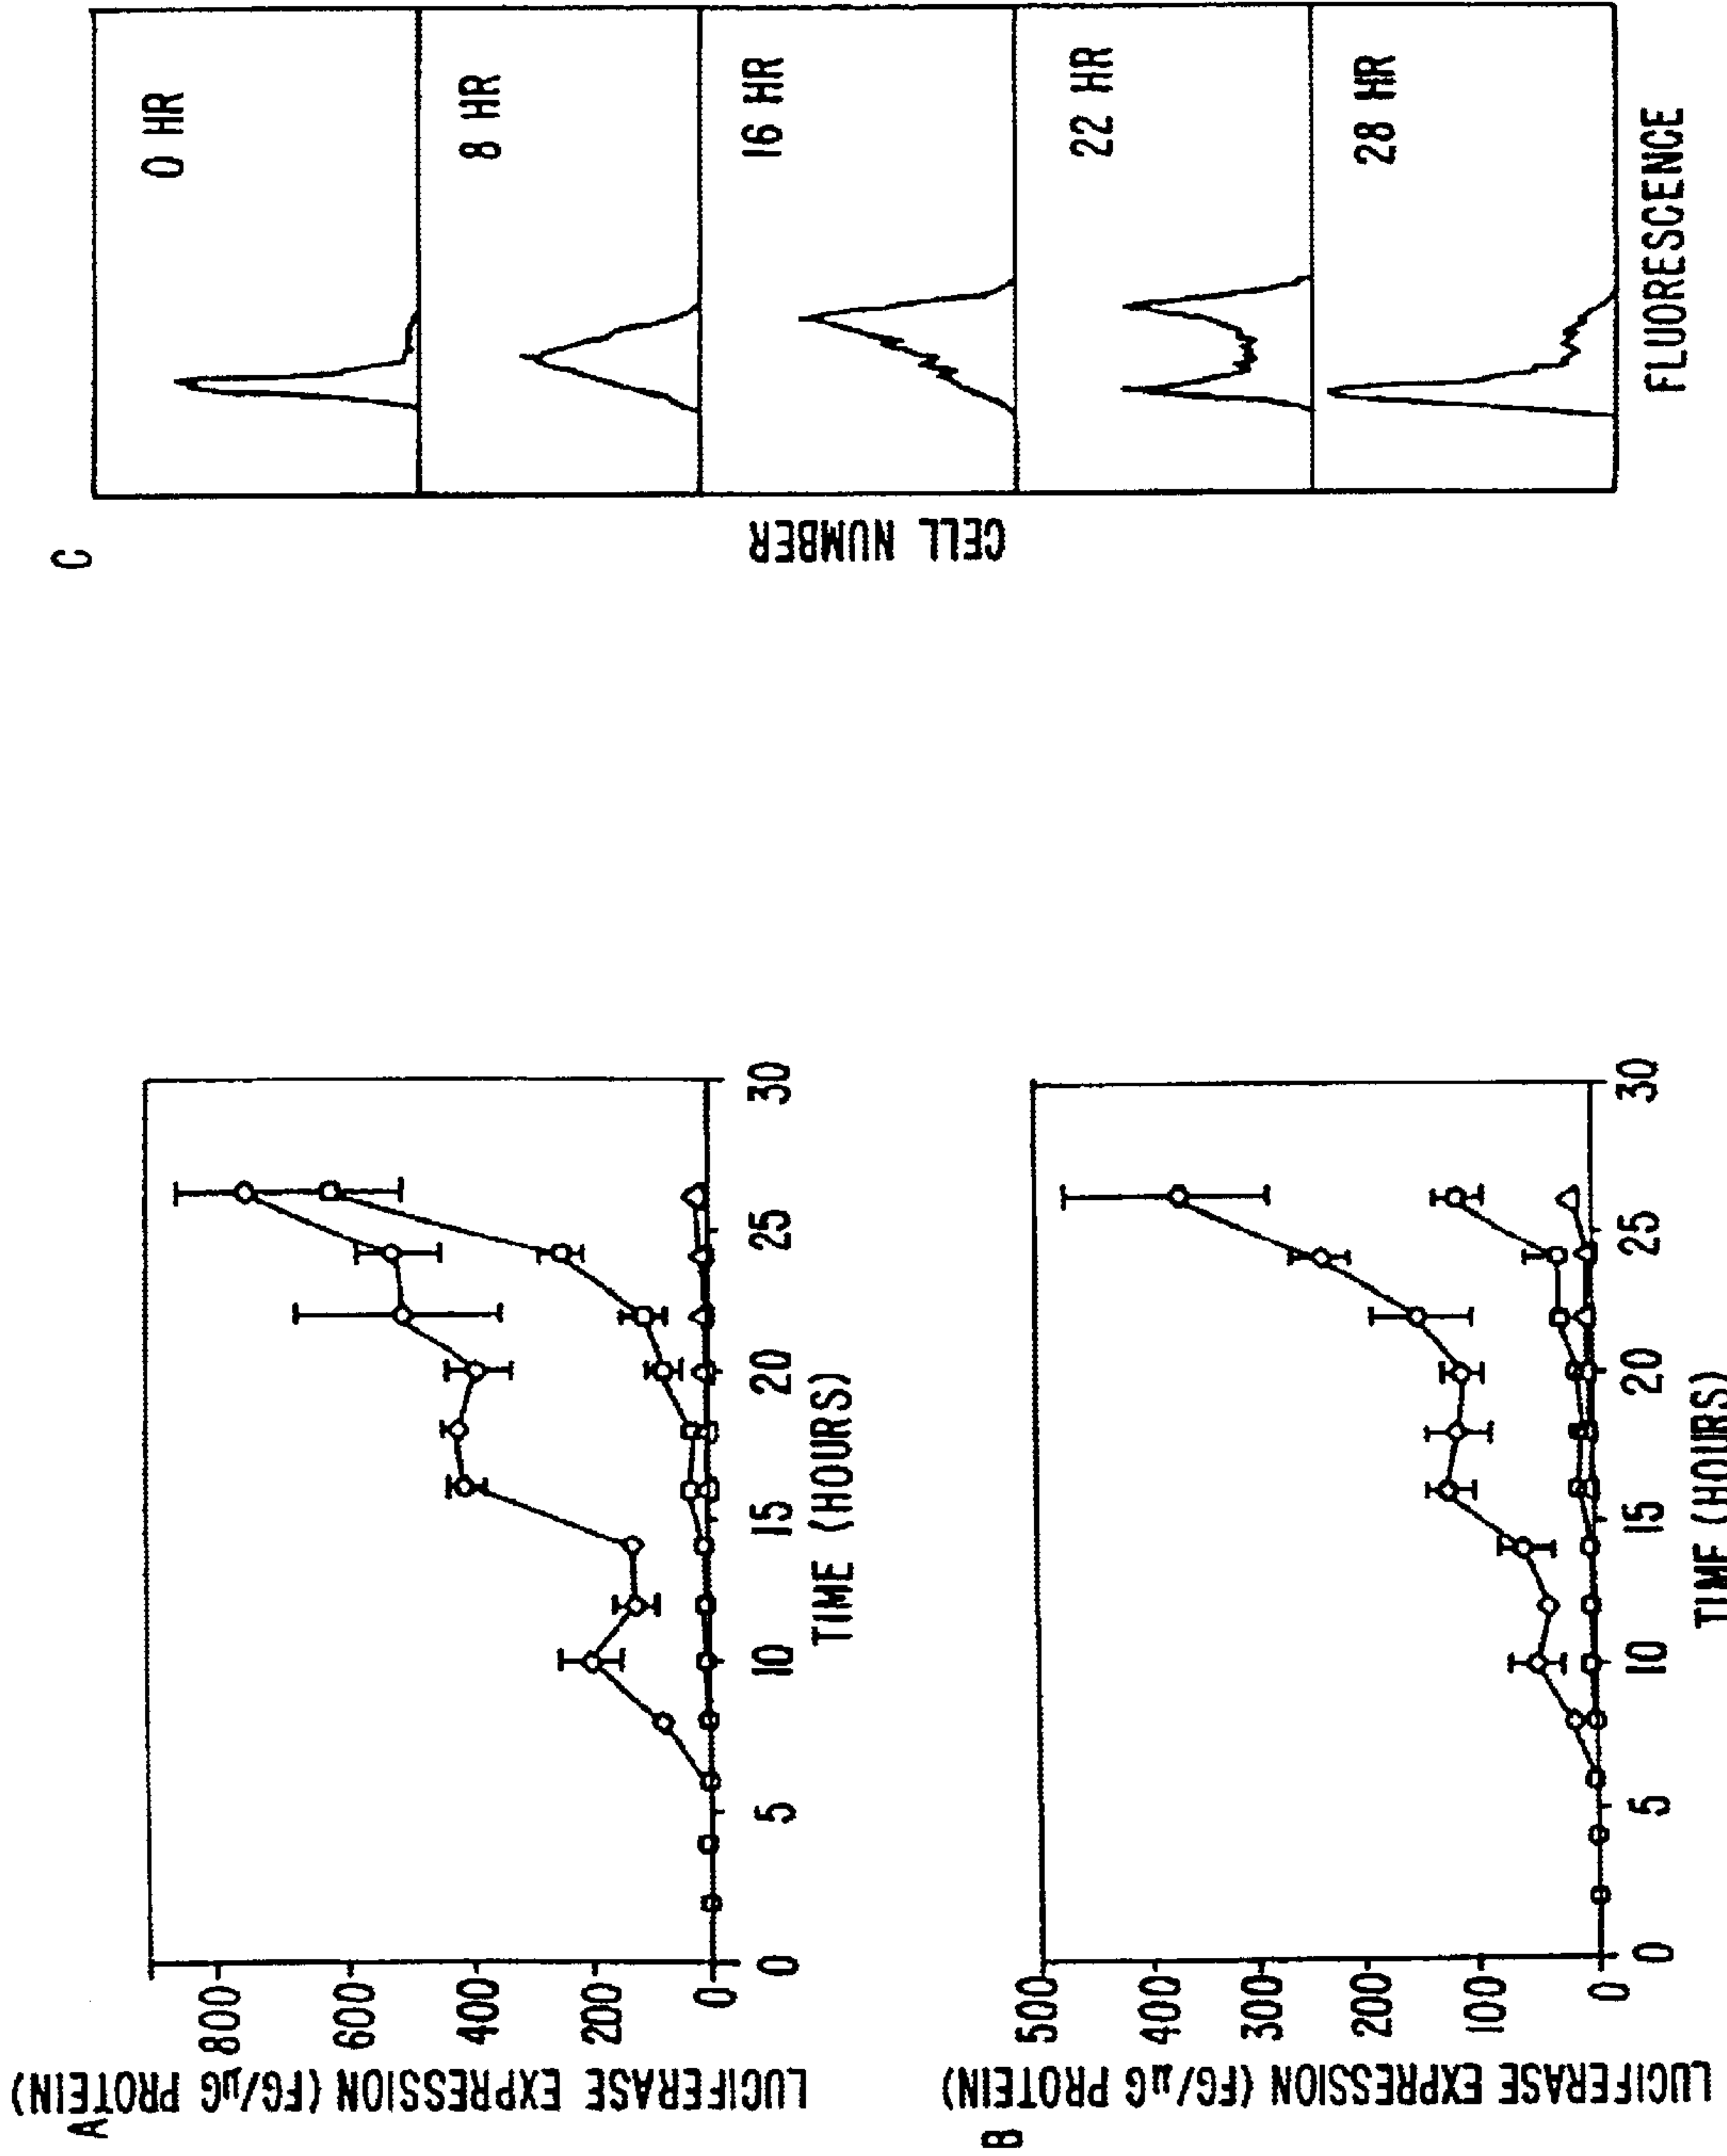 A
LUCIFERASE EXPRESSION (FG/µG PROTEIN)
800
600
400
200
0
0 5 10 15 20 25 30
TIME (HOURS)
B
LUCIFERASE EXPRESSION (FG/µG PROTEIN)
500
400
300
200
100
0
0 5 10 15 20 25 30
TIME (HOURS)
C
CELL NUMBER
0 HR
8 HR
16 HR
22 HR
28 HR
FLUORESCENCE